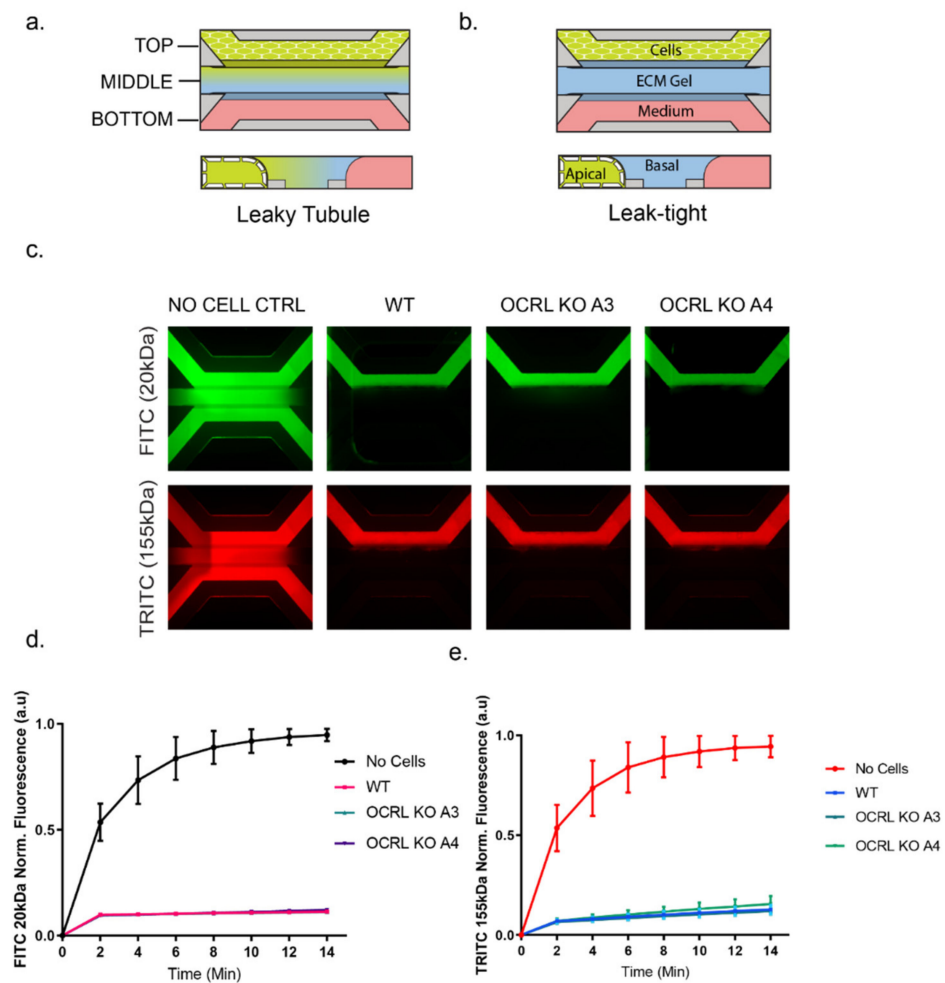 a.
b.
TOP
MIDDLE
BOTTOM
Cells
ECM Gel
Medium
Apical
Basal
Leaky Tubule
Leak-tight
c.
NO CELL CTRL
WT
OCRL KO A3
OCRL KO A4
FITC (20kDa)
TRITC (155kDa)
d.
e.
FITC 20kDa Norm. Fluorescence (a.u)
1.0
0.5
0.0
0 2 4 6 8 10 12 14
Time (Min)
No Cells
WT
OCRL KO A3
OCRL KO A4
TRITC 155kDa Norm. Fluorescence (a.u)
1.0
0.5
0.0
0 2 4 6 8 10 12 14
Time (Min)
No Cells
WT
OCRL KO A3
OCRL KO A4